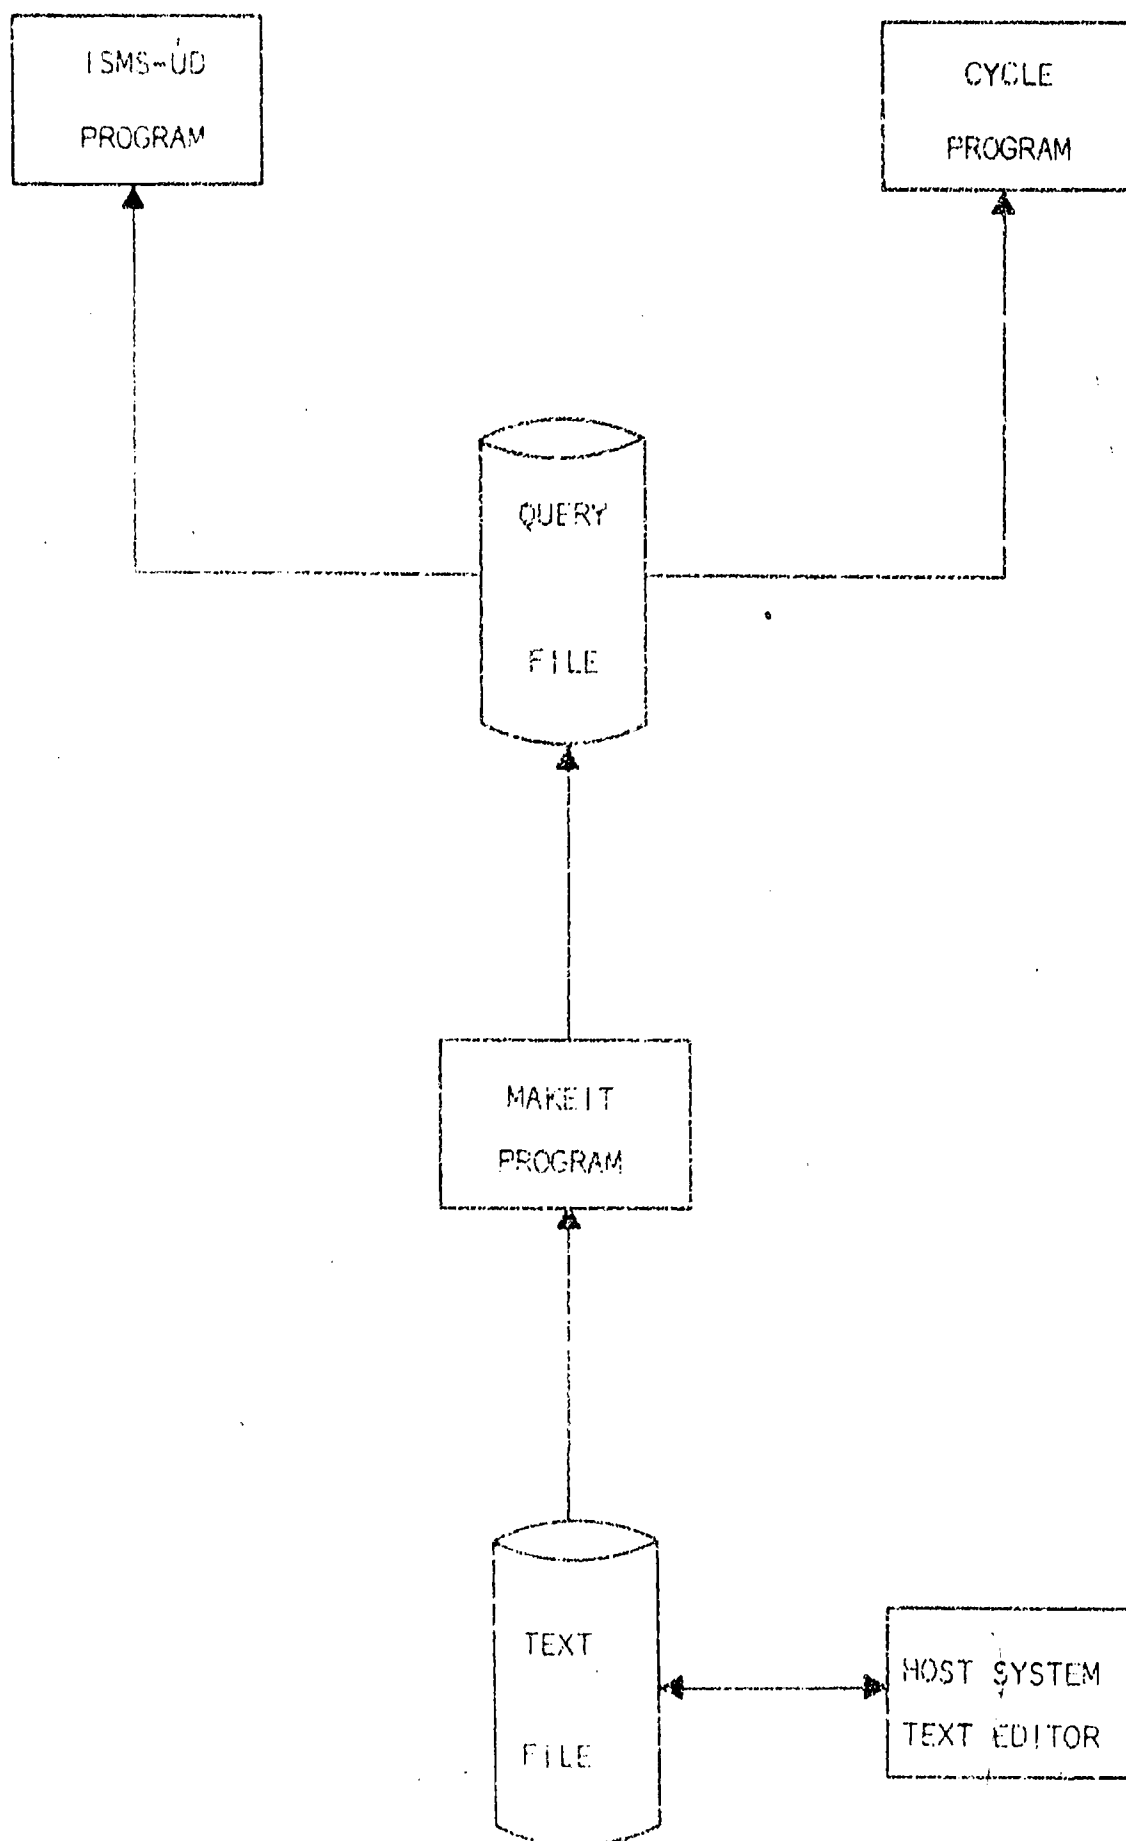 ISMS-UD
PROGRAM
CYCLE
PROGRAM
QUERY
FILE
MAKEIT
PROGRAM
TEXT
FILE
HOST SYSTEM
TEXT EDITOR